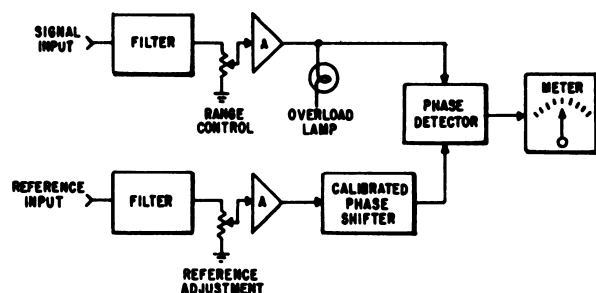 SIGNAL
INPUT
FILTER
A
RANGE
CONTROL
OVERLOAD
LAMP
PHASE
DETECTOR
METER
REFERENCE
INPUT
FILTER
A
CALIBRATED
PHASE
SHIFTER
REFERENCE
ADJUSTMENT